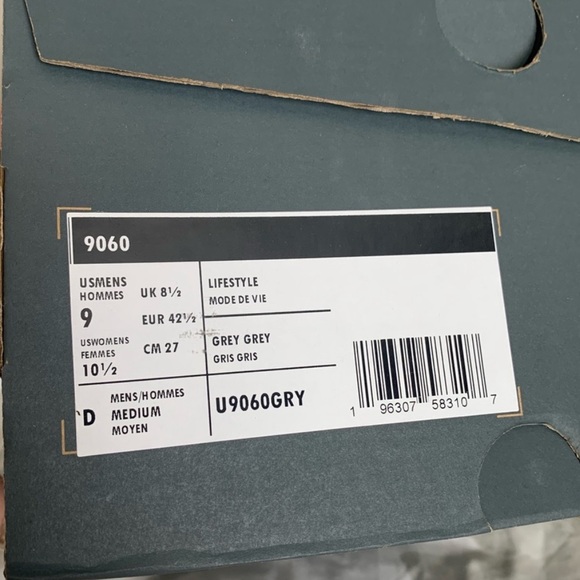 9060
USMENS
HOMMES
9
UK 8½
EUR 42½
CM 27
USWOMENS
FEMMES
10½
LIFESTYLE
MODE DE VIE
GREY GREY
GRIS GRIS
D
MENS/HOMMES
MEDIUM
MOYEN
U9060GRY
1 96307 58310 7